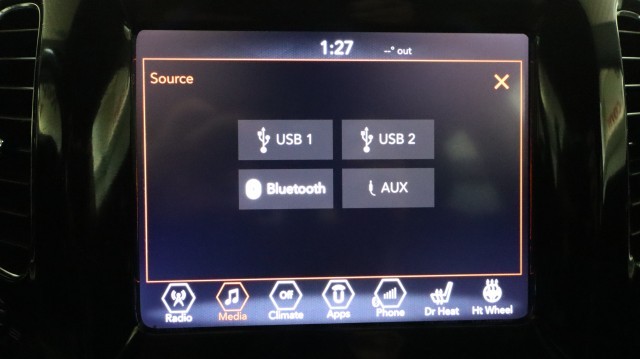 1:27 --° out
Source
USB 1 USB 2
Bluetooth AUX
Off
Radio Media Climate Apps Phone Dr Heat Ht Wheel